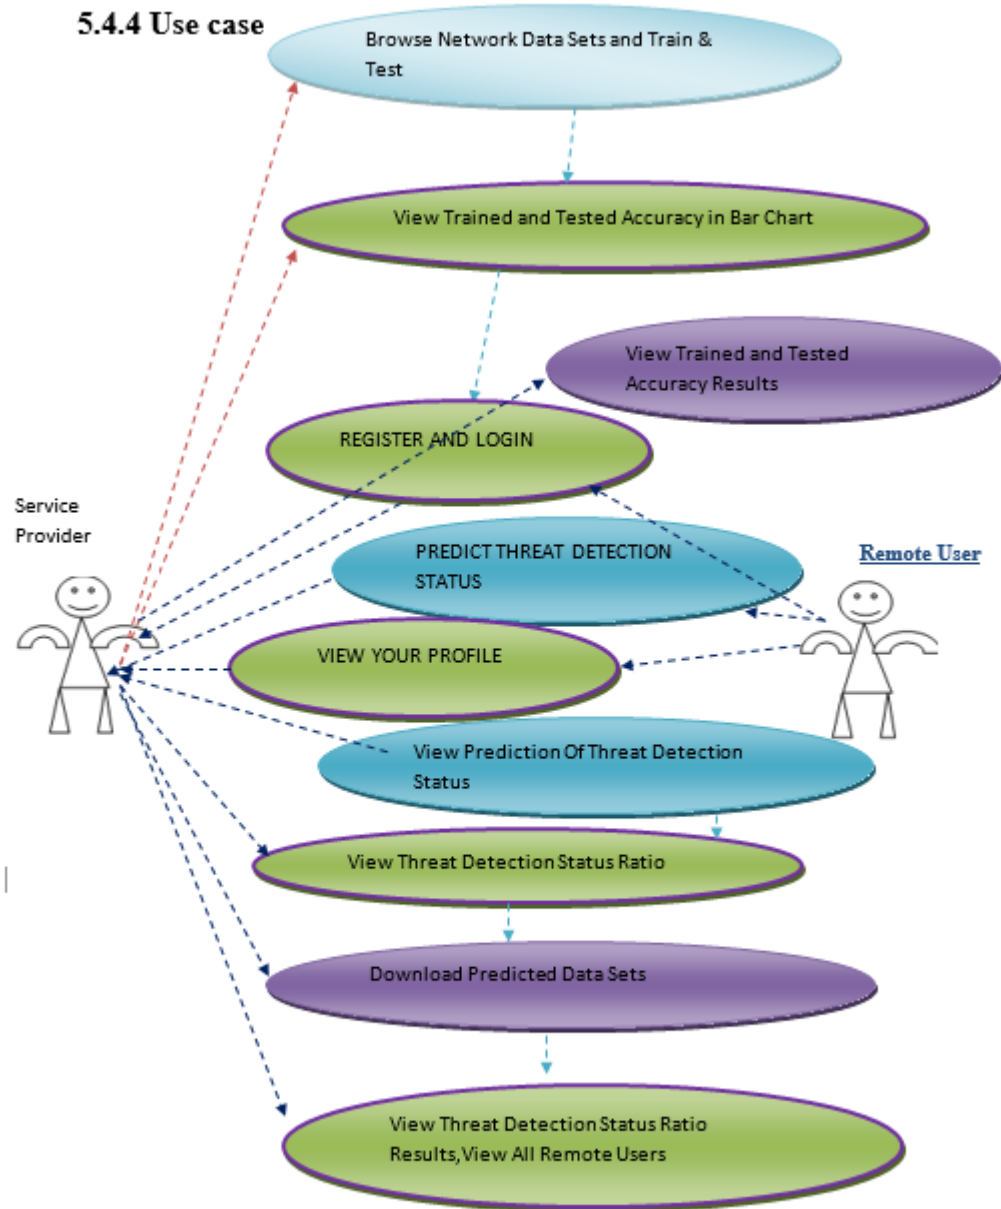 5.4.4 Use case
Browse Network Data Sets and Train &
Test
View Trained and Tested Accuracy in Bar Chart
View Trained and Tested
Accuracy Results
REGISTER AND LOGIN
Service
Provider
PREDICT THREAT DETECTION
STATUS
Remote User
VIEW YOUR PROFILE
View Prediction Of Threat Detection
Status
View Threat Detection Status Ratio
Download Predicted Data Sets
View Threat Detection Status Ratio
Results,View All Remote Users